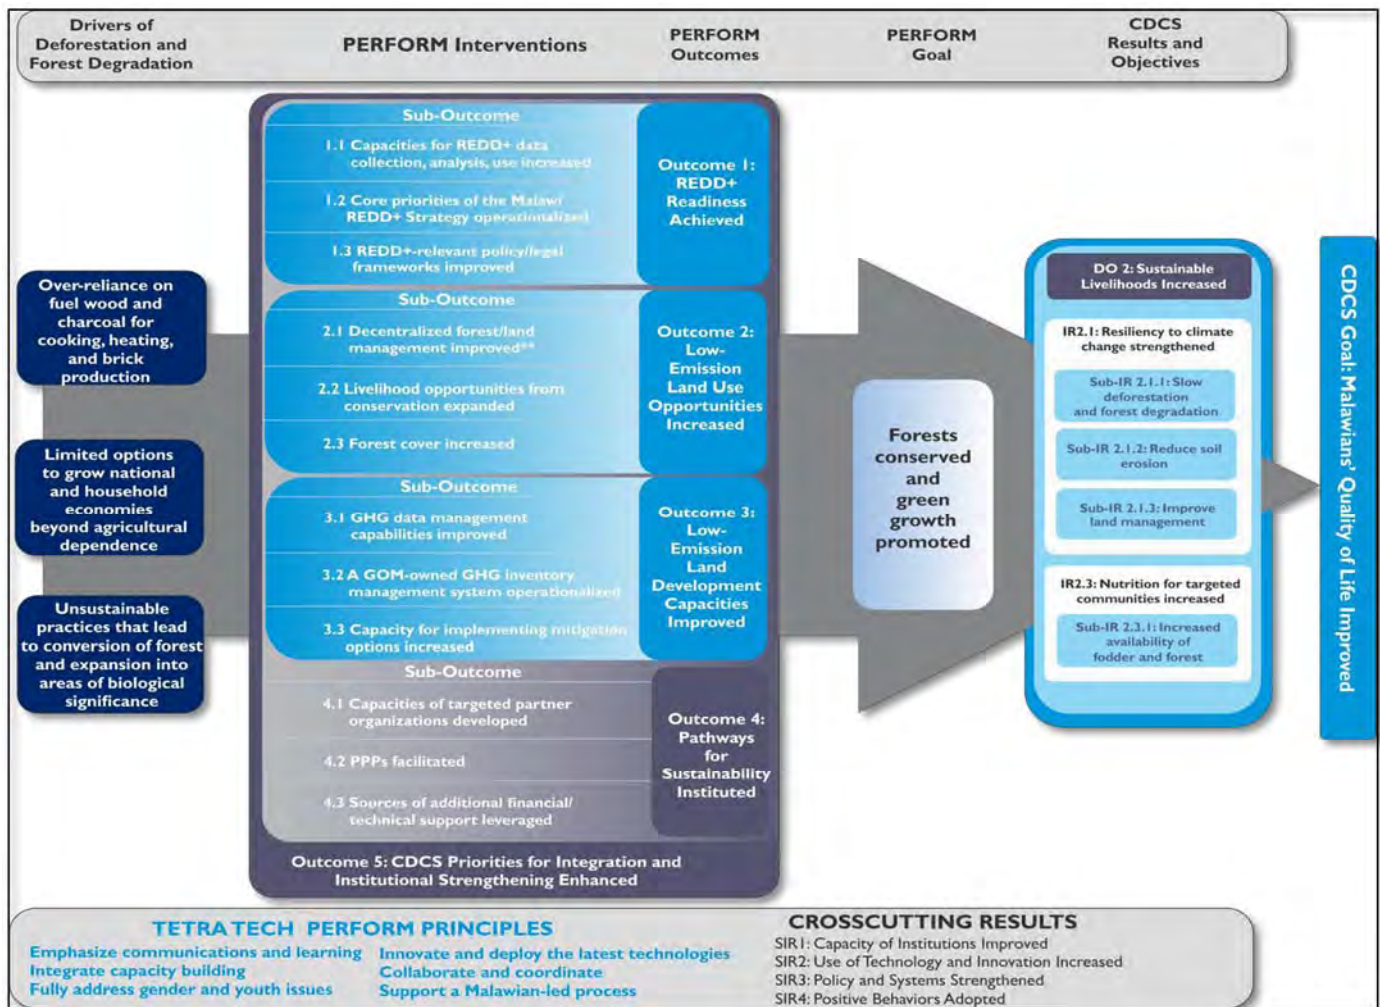 Drivers of
Deforestation and
Forest Degradation
PERFORM Interventions
PERFORM
Outcomes
PERFORM
Goal
CDCS
Results and
Objectives
Over-reliance on
fuel wood and
charcoal for
cooking, heating,
and brick
production
Limited options
to grow national
and household
economies
beyond agricultural
dependence
Unsustainable
practices that lead
to conversion of forest
and expansion into
areas of biological
significance
Sub-Outcome
1.1 Capacities for REDD+ data
collection, analysis, use increased
1.2 Core priorities of the Malawi
REDD+ Strategy operationalized
1.3 REDD+-relevant policy/legal
frameworks improved
Outcome 1:
REDD+
Readiness
Achieved
Sub-Outcome
2.1 Decentralized forest/land
management improved**
2.2 Livelihood opportunities from
conservation expanded
2.3 Forest cover increased
Outcome 2:
Low-
Emission
Land Use
Opportunities
Increased
Sub-Outcome
3.1 GHG data management
capabilities improved
3.2 A GOM-owned GHG inventory
management system operationalized
3.3 Capacity for implementing mitigation
options increased
Outcome 3:
Low-
Emission
Land
Development
Capacities
Improved
Sub-Outcome
4.1 Capacities of targeted partner
organizations developed
4.2 PPPs facilitated
4.3 Sources of additional financial/
technical support leveraged
Outcome 4:
Pathways
for
Sustainability
Instituted
Outcome 5: CDCS Priorities for Integration and
Institutional Strengthening Enhanced
Forests
conserved
and
green
growth
promoted
DO 2: Sustainable
Livelihoods Increased
IR2.1: Resiliency to climate
change strengthened
Sub-IR 2.1.1: Slow
deforestation
and forest degradation
Sub-IR 2.1.2: Reduce soil
erosion
Sub-IR 2.1.3: Improve
land management
IR2.3: Nutrition for targeted
communities increased
Sub-IR 2.3.1: Increased
availability of
fodder and forest
CDCS Goal: Malawians' Quality of Life Improved
TETRA TECH PERFORM PRINCIPLES
Emphasize communications and learning
Integrate capacity building
Fully address gender and youth issues
Innovate and deploy the latest technologies
Collaborate and coordinate
Support a Malawian-led process
CROSSCUTTING RESULTS
SIR1: Capacity of Institutions Improved
SIR2: Use of Technology and Innovation Increased
SIR3: Policy and Systems Strengthened
SIR4: Positive Behaviors Adopted